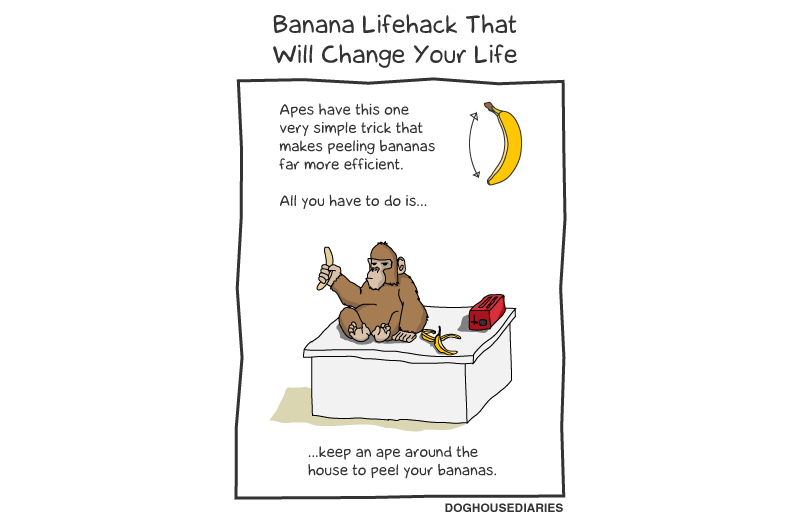 Banana Lifehack That
Will Change Your Life
Apes have this one
very simple trick that
makes peeling bananas
far more efficient.
All you have to do is...
...keep an ape around the
house to peel your bananas.
DOGHOUSEDIARIES